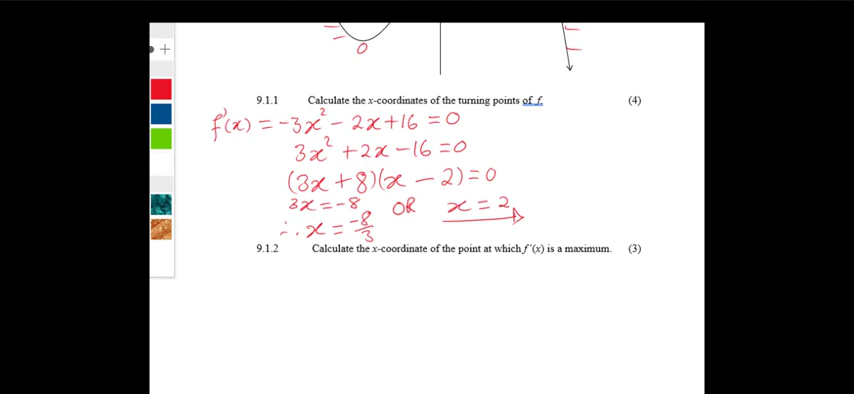 0
9.1.1 Calculate the x-coordinates of the turning points of f. (4)
f'(x) = -3x² - 2x + 16 = 0
3x² + 2x - 16 = 0
(3x + 8)(x - 2) = 0
3x = -8 OR x = 2
∴ x = -8/3
9.1.2 Calculate the x-coordinate of the point at which f'(x) is a maximum. (3)